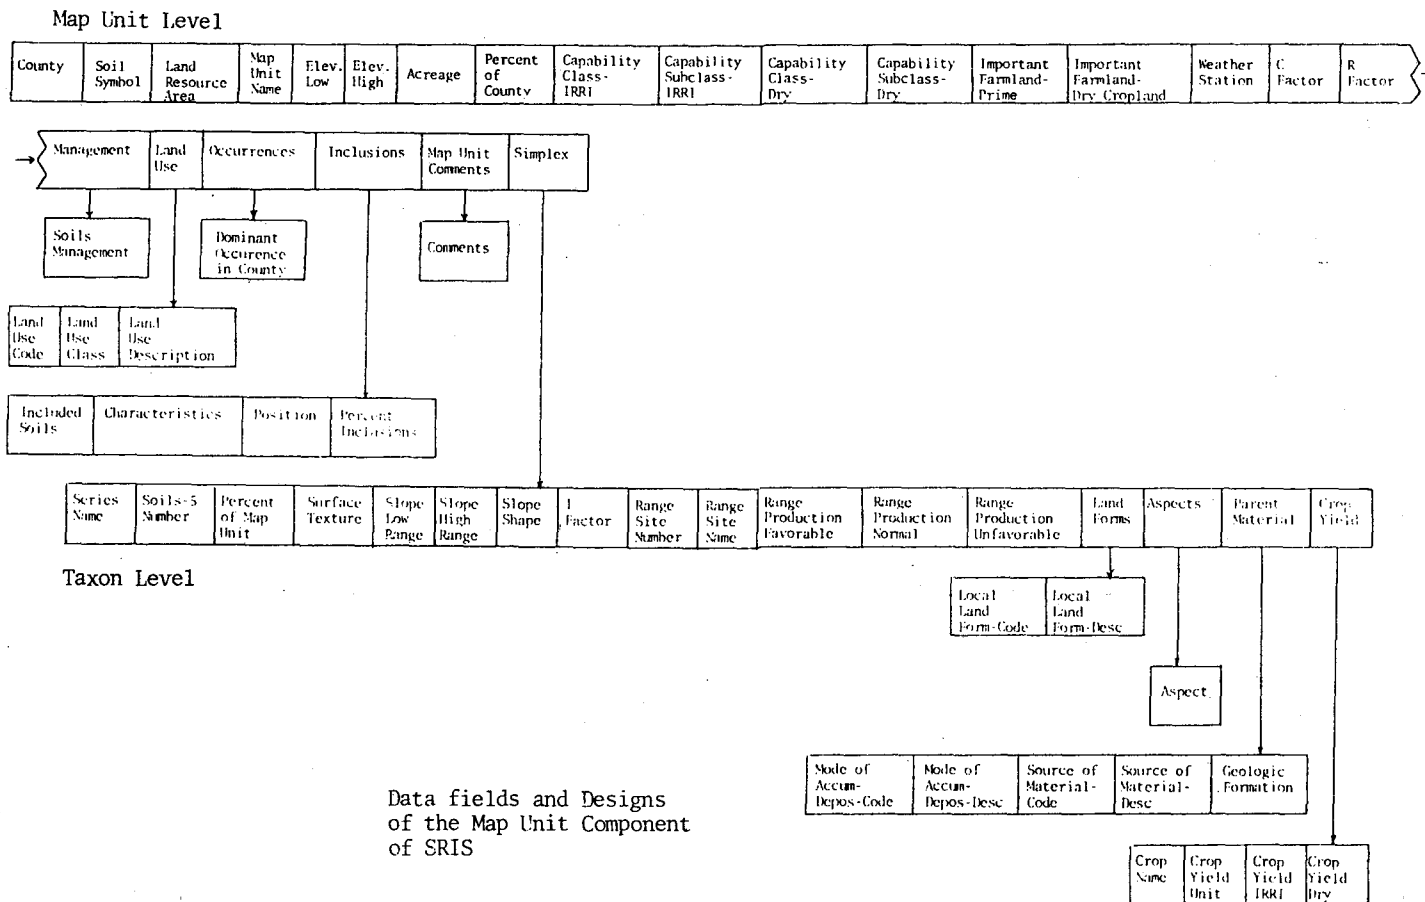 Map Unit Level
County
Soil
Symbol
Land
Resource
Area
Map
Unit
Name
Elev.
Low
Elev.
High
Acreage
Percent
of
County
Capability
Class-
IRRI
Capability
Subclass-
IRRI
Capability
Class-
Dry
Capability
Subclass-
Dry
Important
Farmland-
Prime
Important
Farmland-
Dry Cropland
Weather
Station
C
Factor
R
Factor
Management
Land
Use
Occurrences
Inclusions
Map Unit
Comments
Simplex
Soils
Management
Dominant
Occurence
in County
Comments
Land
Use
Code
Land
Use
Class
Land
Use
Description
Included
Soils
Characteristics
Position
Percent
Inclusions
Series
Name
Soils-5
Number
Percent
of Map
Unit
Surface
Texture
Slope
Low
Range
Slope
High
Range
Slope
Shape
I
Factor
Range
Site
Number
Range
Site
Name
Range
Production
Favorable
Range
Production
Normal
Range
Production
Unfavorable
Land
Forms
Aspects
Parent
Material
Crop
Yield
Taxon Level
Local
Land
Form-Code
Local
Land
Form-Desc
Aspect
Mode of
Accum-
Depos-Code
Mode of
Accum-
Depos-Desc
Source of
Material-
Code
Source of
Material-
Desc
Geologic
Formation
Data fields and Designs
of the Map Unit Component
of SRIS
Crop
Name
Crop
Yield
Unit
Crop
Yield
IRRI
Crop
Yield
Dry